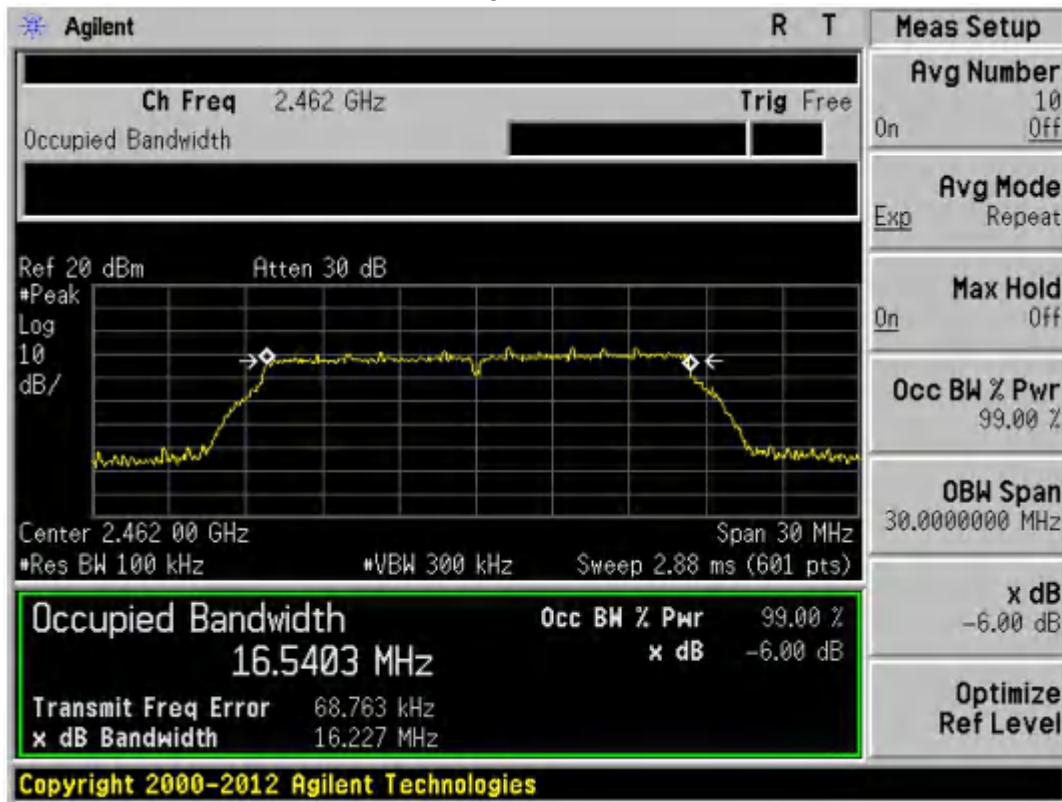 Agilent R T
Ch Freq 2.462 GHz Trig Free
Occupied Bandwidth
Ref 20 dBm Atten 30 dB
#Peak
Log
10
dB/
Center 2.462 00 GHz Span 30 MHz
#Res BW 100 kHz #VBW 300 kHz Sweep 2.88 ms (601 pts)
Occupied Bandwidth Occ BW % Pwr 99.00 %
16.5403 MHz x dB -6.00 dB
Transmit Freq Error 68.763 kHz
x dB Bandwidth 16.227 MHz
Copyright 2000-2012 Agilent Technologies
Meas Setup
Avg Number
10
On Off
Avg Mode
Exp Repeat
Max Hold
On Off
Occ BW % Pwr
99.00 %
OBW Span
30.0000000 MHz
x dB
-6.00 dB
Optimize
Ref Level